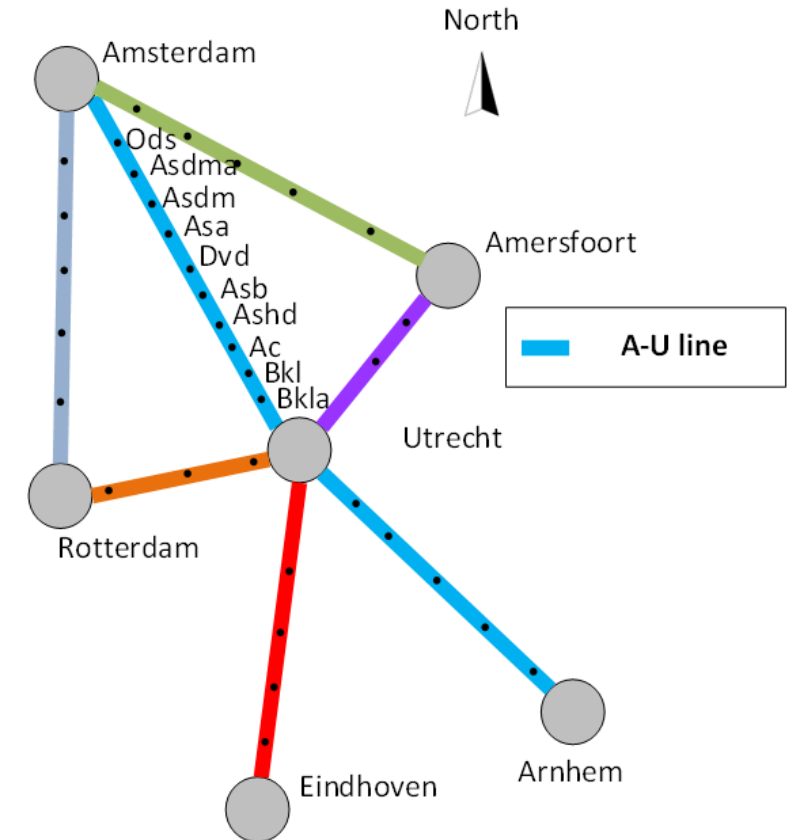 North
Amsterdam
Ods
Asdma
Asdm
Asa
Dvd
Amersfoort
Asb
Ashd
Ac
A-U line
Bkl
Bkla
Utrecht
Rotterdam
Arnhem
Eindhoven